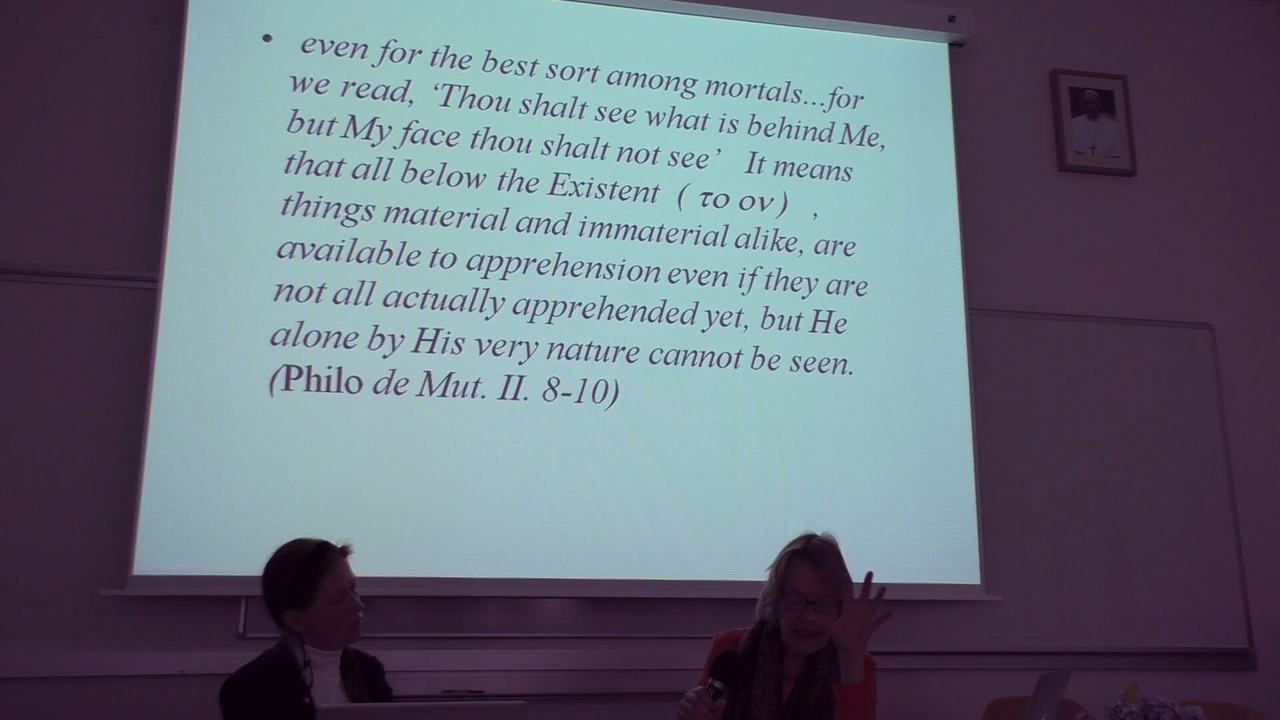 • even for the best sort among mortals...for
we read, ‘Thou shalt see what is behind Me,
but My face thou shalt not see’ It means
that all below the Existent ( το ον) ,
things material and immaterial alike, are
available to apprehension even if they are
not all actually apprehended yet, but He
alone by His very nature cannot be seen.
(Philo de Mut. II. 8-10)